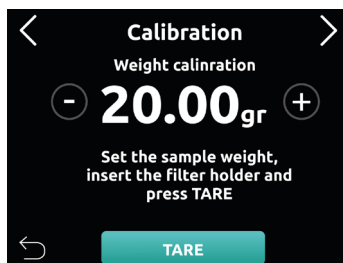 Calibration
Weight calinration
- 20.00gr +
Set the sample weight,
insert the filter holder and
press TARE
TARE